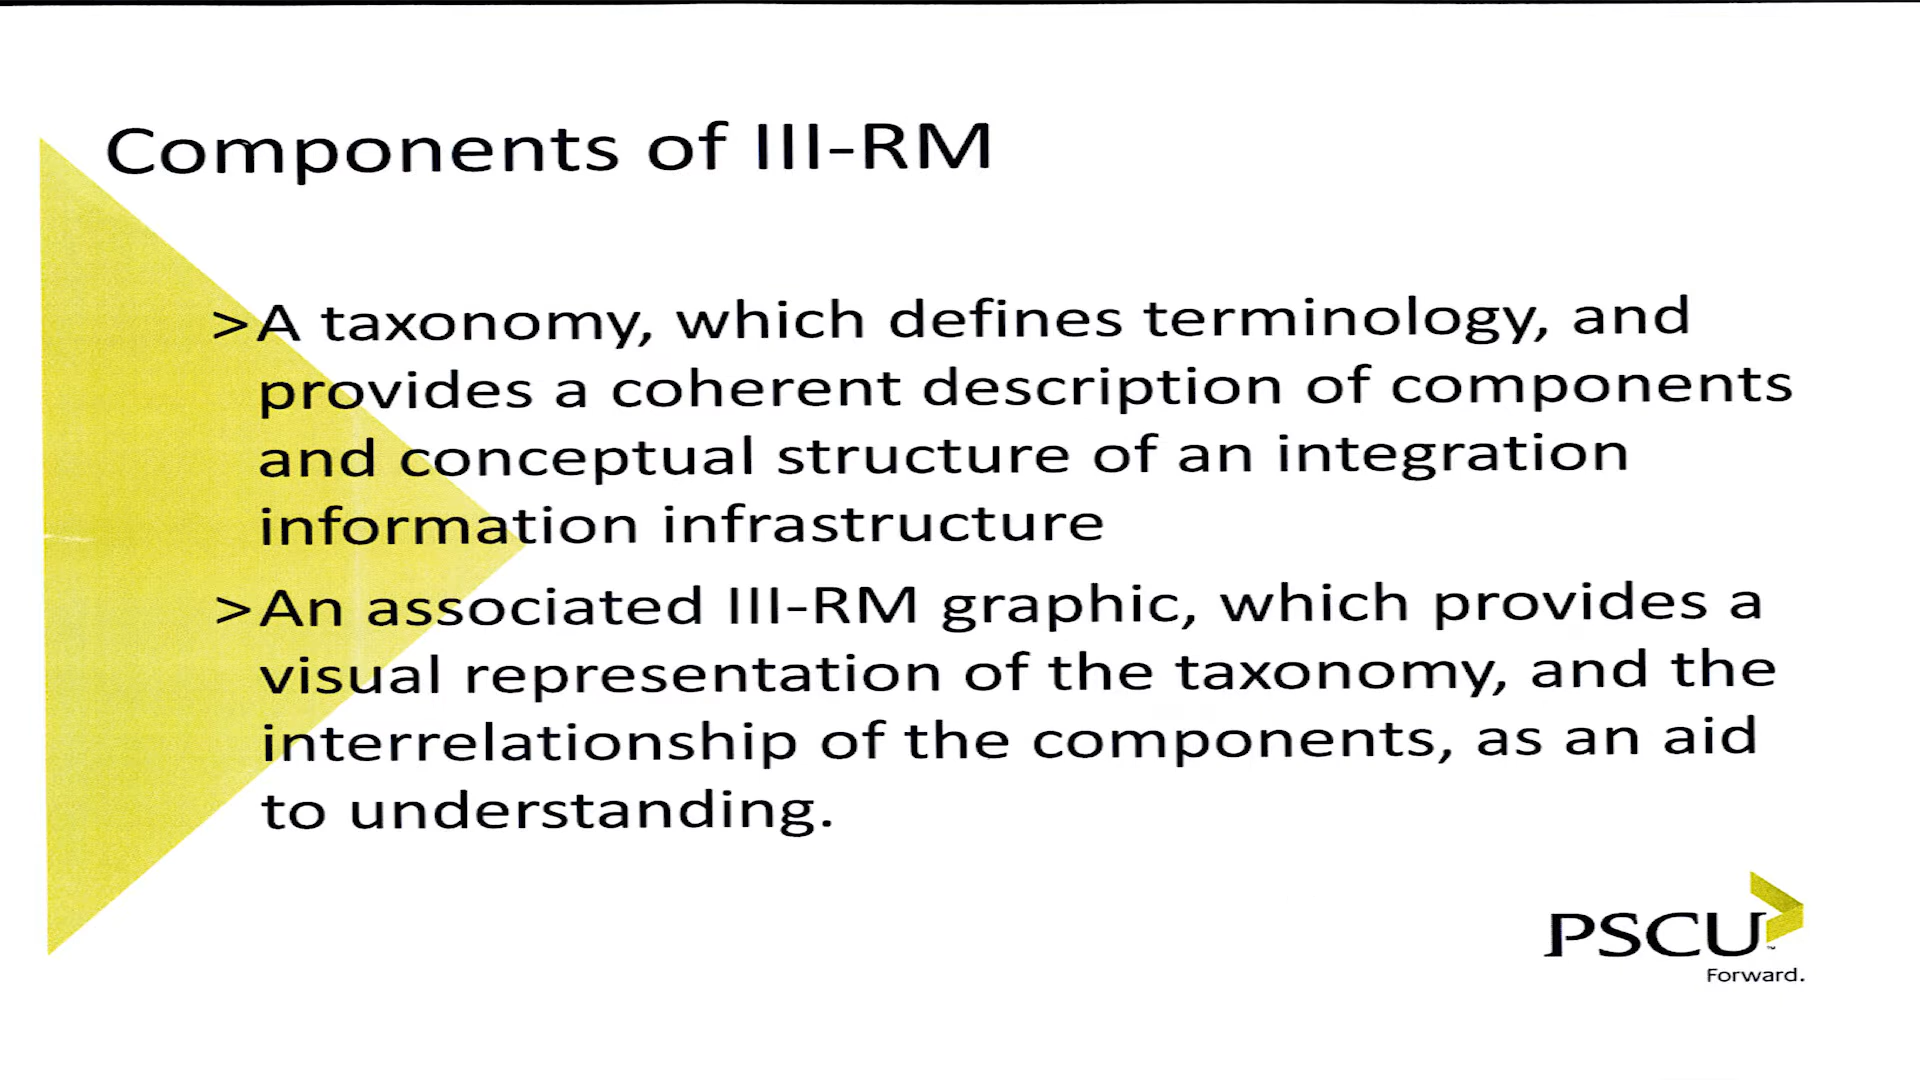 Components of III-RM
>A taxonomy, which defines terminology, and
provides a coherent description of components
and conceptual structure of an integration
information infrastructure
>An associated III-RM graphic, which provides a
visual representation of the taxonomy, and the
interrelationship of the components, as an aid
to understanding.
PSCU™
Forward.